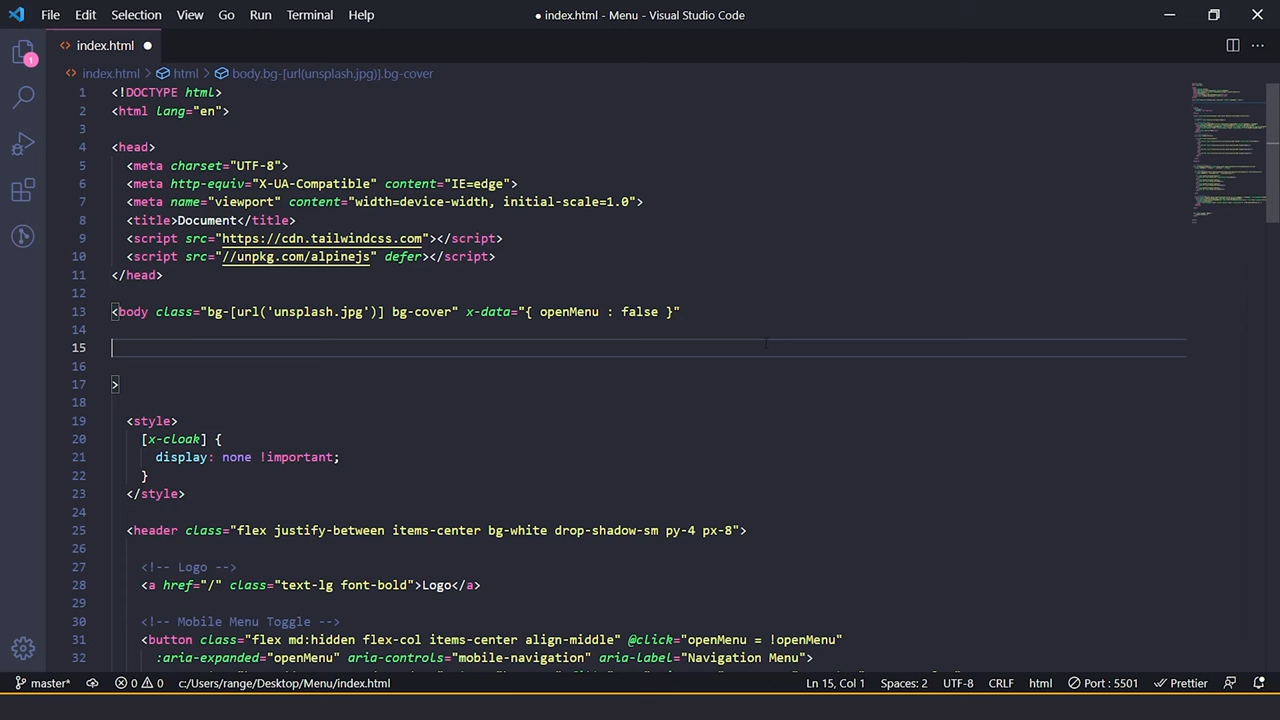 File Edit Selection View Go Run Terminal Help
● index.html - Menu - Visual Studio Code
index.html
1
index.html > html > body.bg-[url(unsplash.jpg)].bg-cover
1 <!DOCTYPE html>
2 <html lang="en">
3
4 <head>
5 <meta charset="UTF-8">
6 <meta http-equiv="X-UA-Compatible" content="IE=edge">
7 <meta name="viewport" content="width=device-width, initial-scale=1.0">
8 <title>Document</title>
9 <script src="https://cdn.tailwindcss.com"></script>
10 <script src="//unpkg.com/alpinejs" defer></script>
11 </head>
12
13 <body class="bg-[url('unsplash.jpg')] bg-cover" x-data="{ openMenu : false }"
14
15
16
17 >
18
19 <style>
20 [x-cloak] {
21 display: none !important;
22 }
23 </style>
24
25 <header class="flex justify-between items-center bg-white drop-shadow-sm py-4 px-8">
26
27 <!-- Logo -->
28 <a href="/" class="text-lg font-bold">Logo</a>
29
30 <!-- Mobile Menu Toggle -->
31 <button class="flex md:hidden flex-col items-center align-middle" @click="openMenu = !openMenu"
32 :aria-expanded="openMenu" aria-controls="mobile-navigation" aria-label="Navigation Menu">
master* 0 0 c:/Users/range/Desktop/Menu/index.html Ln 15, Col 1 Spaces: 2 UTF-8 CRLF html Port : 5501 Prettier